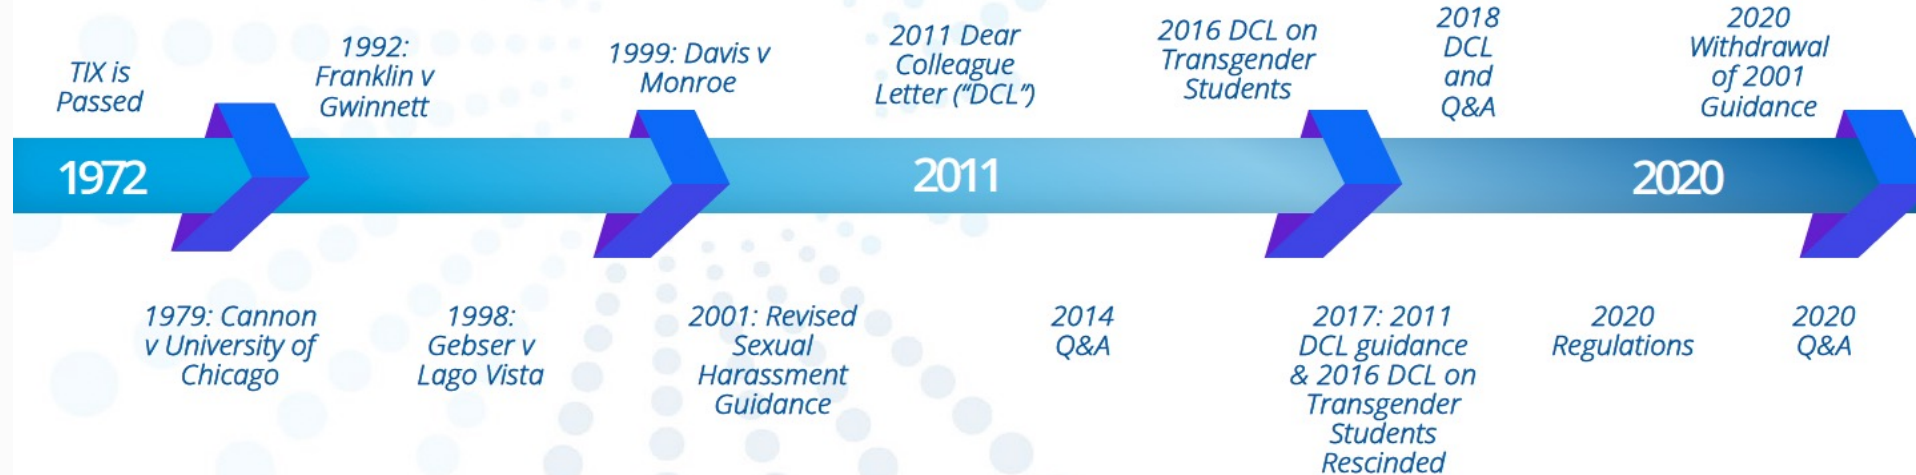 TIX is
Passed
1992:
Franklin v
Gwinnett
1999: Davis v
Monroe
2011 Dear
Colleague
Letter (“DCL”)
2016 DCL on
Transgender
Students
2018
DCL
and
Q&A
2020
Withdrawal
of 2001
Guidance
1972
2011
2020
1979: Cannon
v University of
Chicago
1998:
Gebser v
Lago Vista
2001: Revised
Sexual
Harassment
Guidance
2014
Q&A
2017: 2011
DCL guidance
& 2016 DCL on
Transgender
Students
Rescinded
2020
Regulations
2020
Q&A